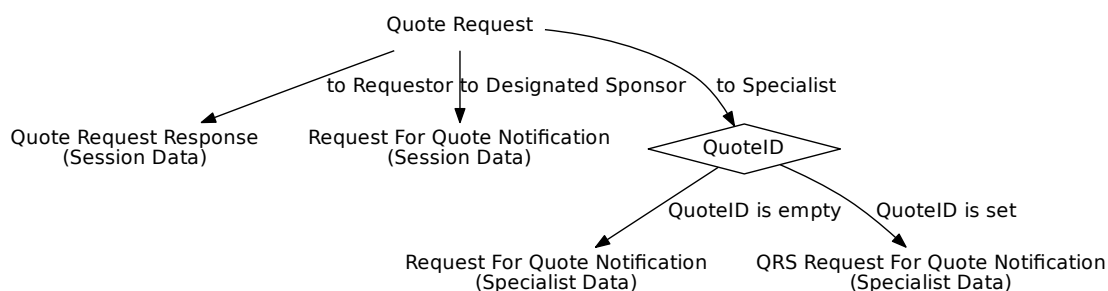 Quote Request
to Requestor
to Designated Sponsor
to Specialist
Quote Request Response
(Session Data)
Request For Quote Notification
(Session Data)
QuoteID
QuoteID is empty
QuoteID is set
Request For Quote Notification
(Specialist Data)
QRS Request For Quote Notification
(Specialist Data)